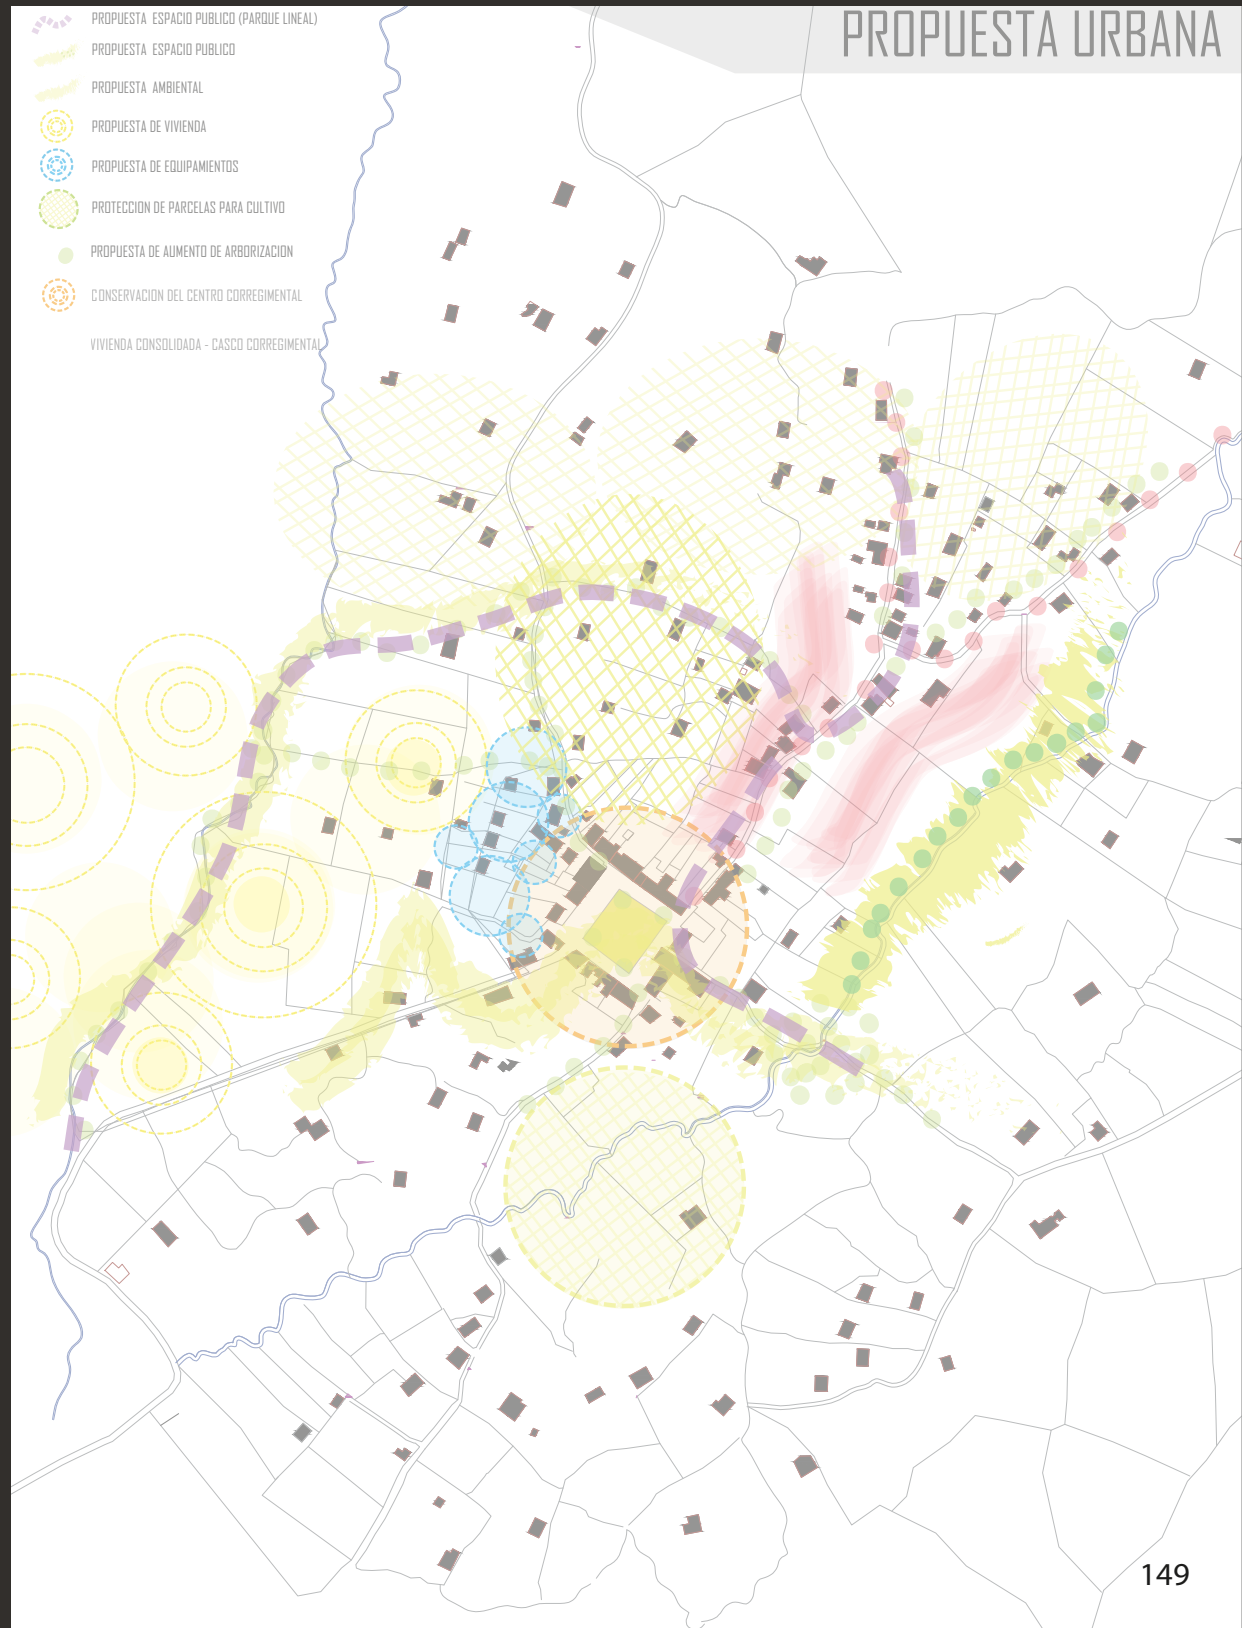 PROPUESTA URBANA
PROPUESTA ESPACIO PUBLICO (PARQUE LINEAL)
PROPUESTA ESPACIO PUBLICO
PROPUESTA AMBIENTAL
PROPUESTA DE VIVIENDA
PROPUESTA DE EQUIPAMIENTOS
PROTECCION DE PARCELAS PARA CULTIVO
PROPUESTA DE AUMENTO DE ARBORIZACION
CONSERVACION DEL CENTRO CORREGIMENTAL
VIVIENDA CONSOLIDADA - CASCO CORREGIMENTAL
149